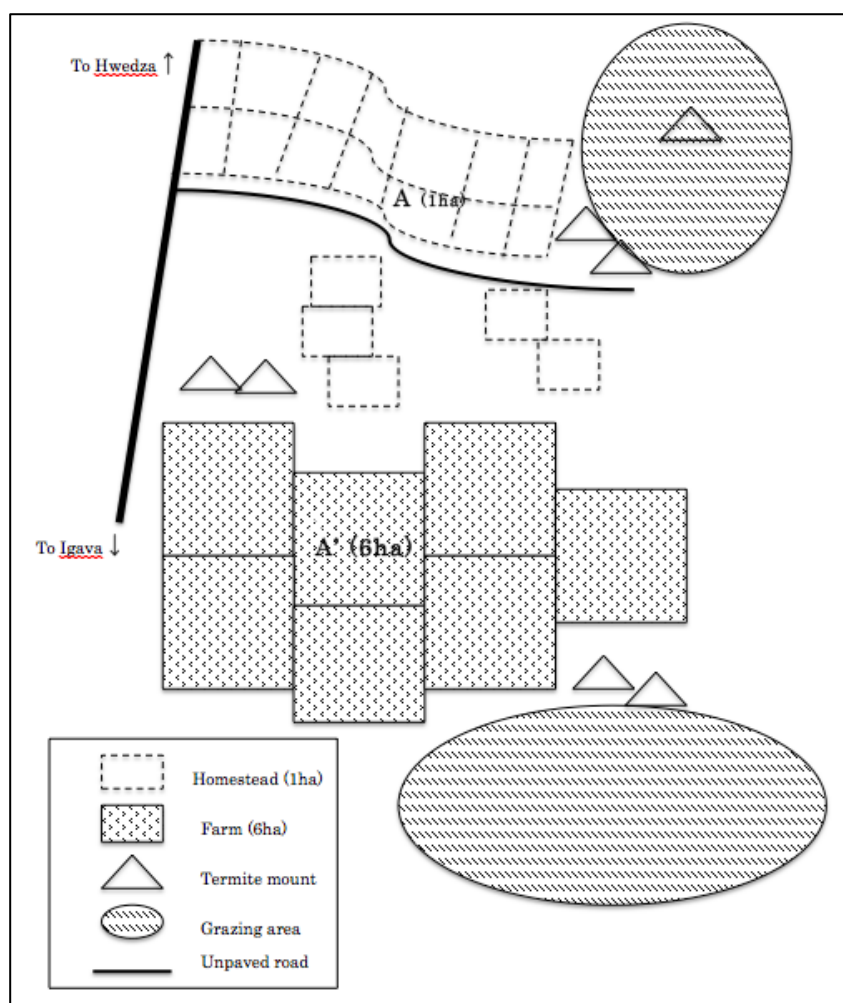 To Hwedza ↑
A (1ha)
To Igava ↓
A' (6ha)
Homestead (1ha)
Farm (6ha)
Termite mount
Grazing area
Unpaved road